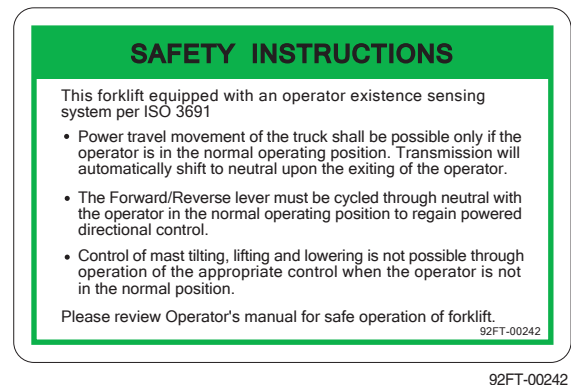 SAFETY INSTRUCTIONS
This forklift equipped with an operator existence sensing
system per ISO 3691
• Power travel movement of the truck shall be possible only if the
operator is in the normal operating position. Transmission will
automatically shift to neutral upon the exiting of the operator.
• The Forward/Reverse lever must be cycled through neutral with
the operator in the normal operating position to regain powered
directional control.
• Control of mast tilting, lifting and lowering is not possible through
operation of the appropriate control when the operator is not
in the normal position.
Please review Operator's manual for safe operation of forklift.
92FT-00242
92FT-00242